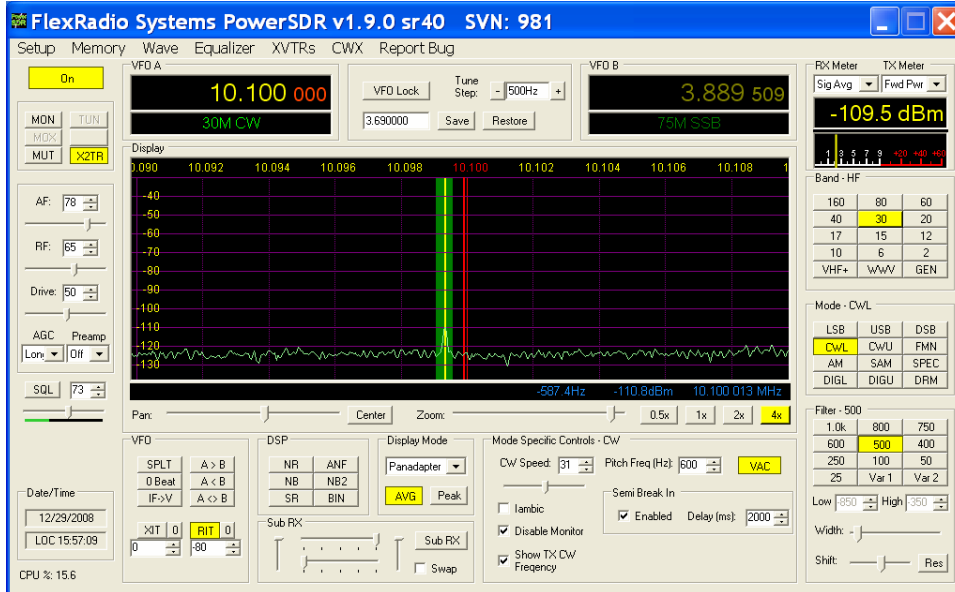 FlexRadio Systems PowerSDR v1.9.0 sr40 SVN: 981
Setup Memory Wave Equalizer XVTRs CWX Report Bug
On
MON TUN
MOX
MUT X2TR
AF: 78
RF: 65
Drive: 50
AGC Preamp
Long Off
SQL 73
Date/Time
12/29/2008
LOC 15:57:09
CPU %: 15.6
VFO A
10.100 000
30M CW
VFO Lock
Tune
Step: - 500Hz +
3.690000 Save Restore
VFO B
3.889 509
75M SSB
RX Meter TX Meter
Sig Avg Fwd Pwr
-109.5 dBm
1 3 5 7 9 +20 +40 +60
Display
0.090 10.092 10.094 10.096 10.098 10.100 10.102 10.104 10.106 10.108 1
-40
-50
-60
-70
-80
-90
-100
-110
-120
-130
-587.4Hz -110.8dBm 10.100 013 MHz
Pan: Center Zoom: 0.5x 1x 2x 4x
VFO
SPLT A > B
0 Beat A < B
IF->V A <> B
XIT 0 RIT 0
0 -80
DSP
NR ANF
NB NB2
SR BIN
Display Mode
Panadapter
AVG Peak
Sub RX
Sub RX
Swap
Mode Specific Controls - CW
CW Speed: 31 Pitch Freq (Hz): 600 VAC
Iambic
Disable Monitor
Show TX CW
Freqency
Semi Break In
Enabled Delay (ms): 2000
Band - HF
160 80 60
40 30 20
17 15 12
10 6 2
VHF+ WWV GEN
Mode - CWL
LSB USB DSB
CWL CWU FMN
AM SAM SPEC
DIGL DIGU DRM
Filter - 500
1.0k 800 750
600 500 400
250 100 50
25 Var 1 Var 2
Low -850 High -350
Width:
Shift: Res